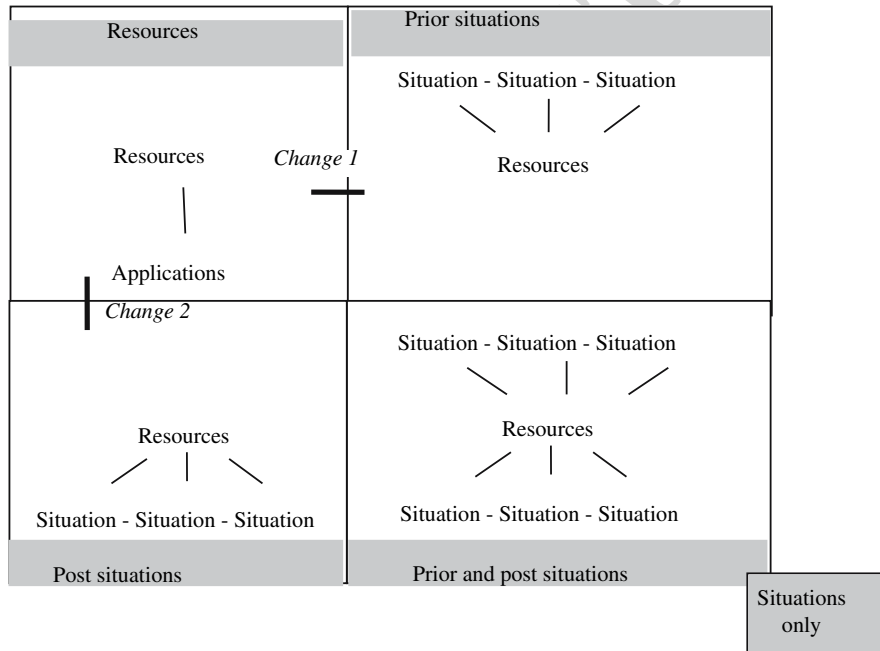 Resources
Resources
Change 1
Applications
Prior situations
Situation - Situation - Situation
Resources
Change 2
Resources
Situation - Situation - Situation
Post situations
Situation - Situation - Situation
Resources
Situation - Situation - Situation
Prior and post situations
Situations
only